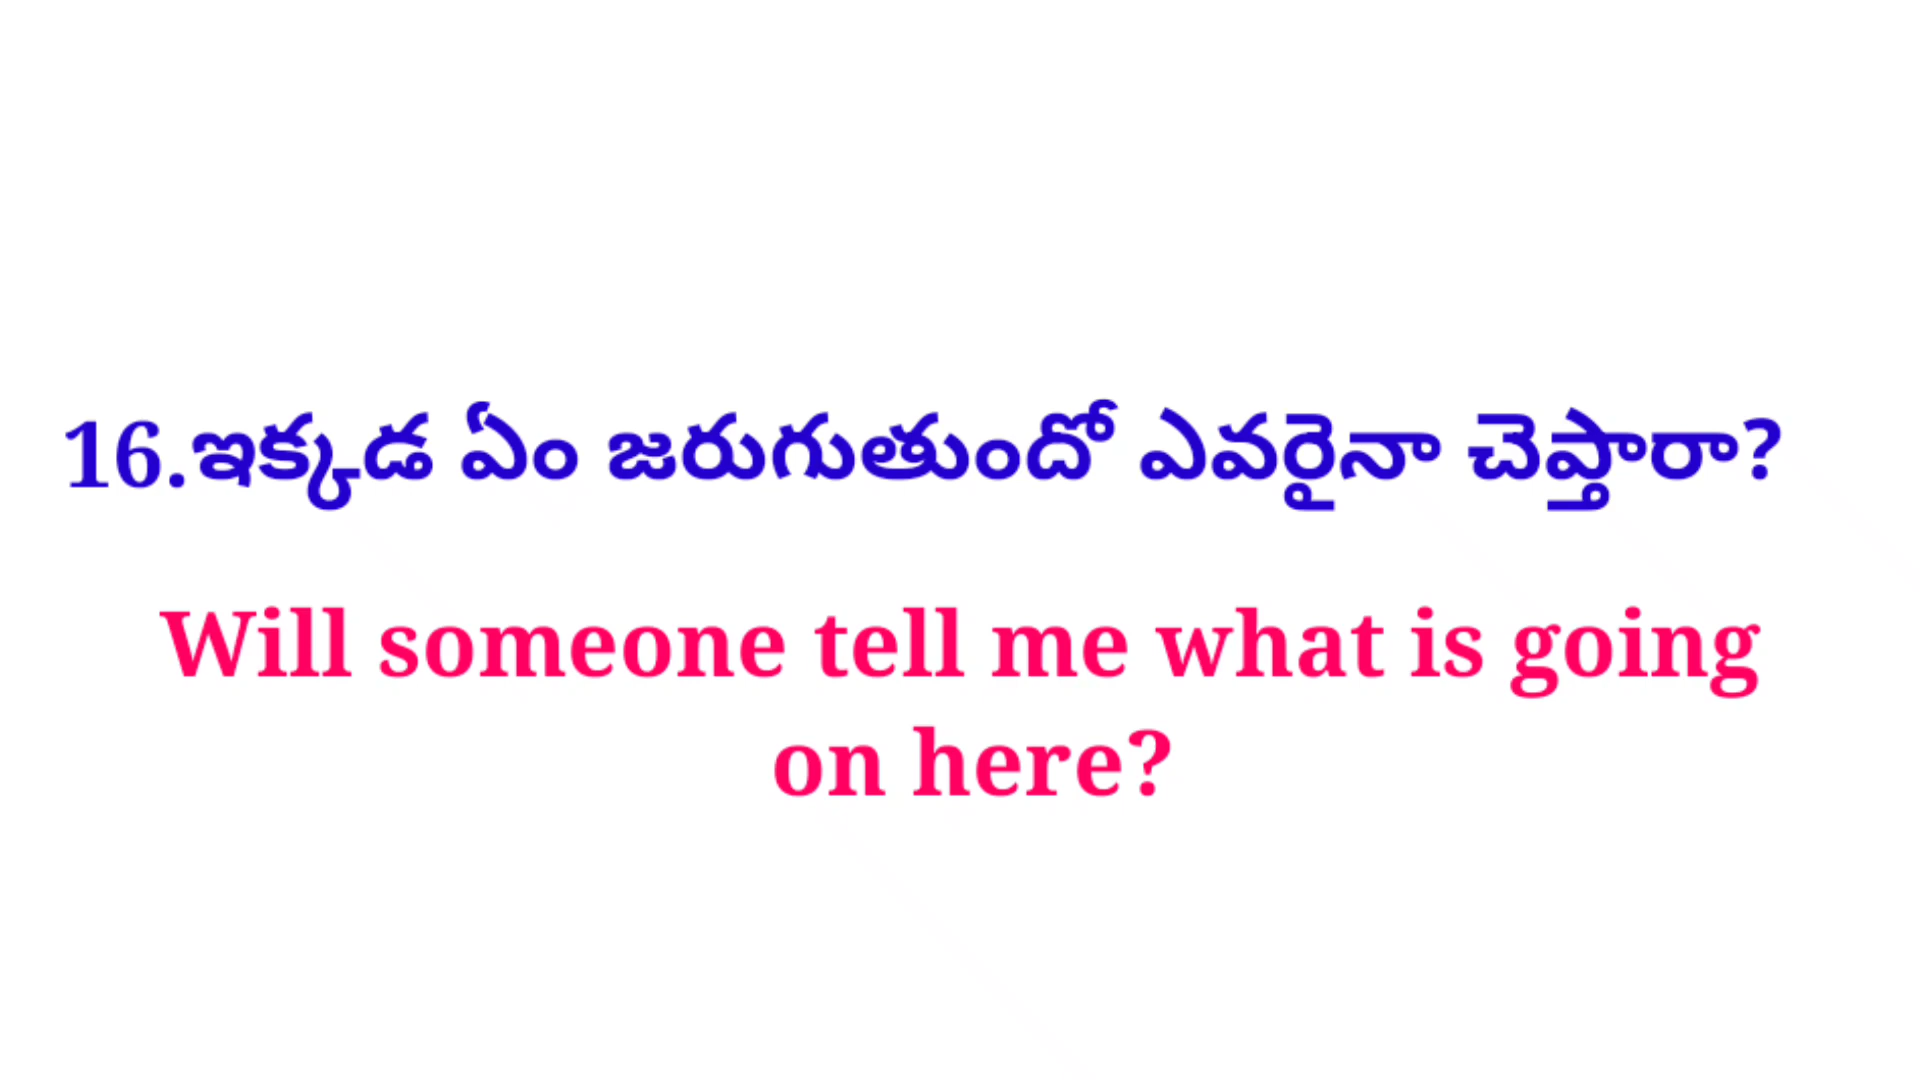 16.ఇక్కడ ఏం జరుగుతుందో ఎవరైనా చెప్తారా?
Will someone tell me what is going
on here?